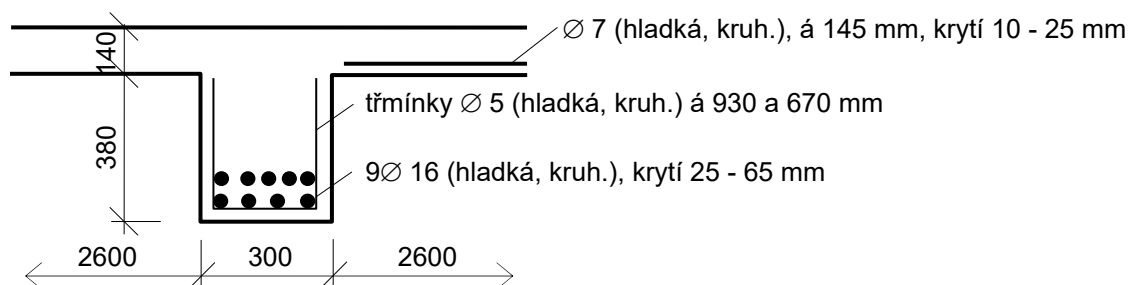 ∅ 7 (hladká, kruh.), á 145 mm, krytí 10 - 25 mm
140
třmínky ∅ 5 (hladká, kruh.) á 930 a 670 mm
380
9∅ 16 (hladká, kruh.), krytí 25 - 65 mm
2600 300 2600